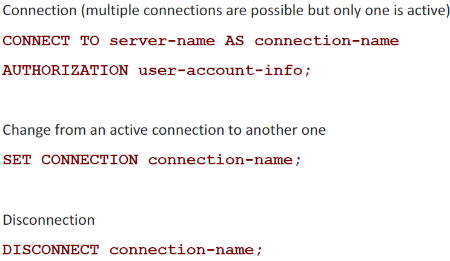 Connection (multiple connections are possible but only one is active)
CONNECT TO server-name AS connection-name
AUTHORIZATION user-account-info;
Change from an active connection to another one
SET CONNECTION connection-name;
Disconnection
DISCONNECT connection-name;